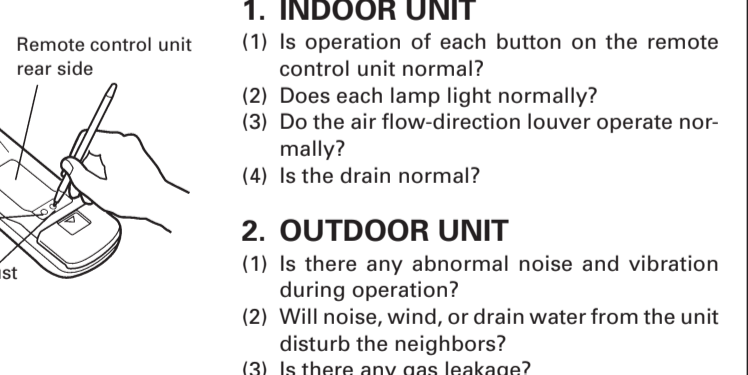 Remote control unit
rear side
1. INDOOR UNIT
(1) Is operation of each button on the remote
control unit normal?
(2) Does each lamp light normally?
(3) Do the air flow-direction louver operate nor-
mally?
(4) Is the drain normal?
2. OUTDOOR UNIT
(1) Is there any abnormal noise and vibration
during operation?
(2) Will noise, wind, or drain water from the unit
disturb the neighbors?
(3) Is there any gas leakage?